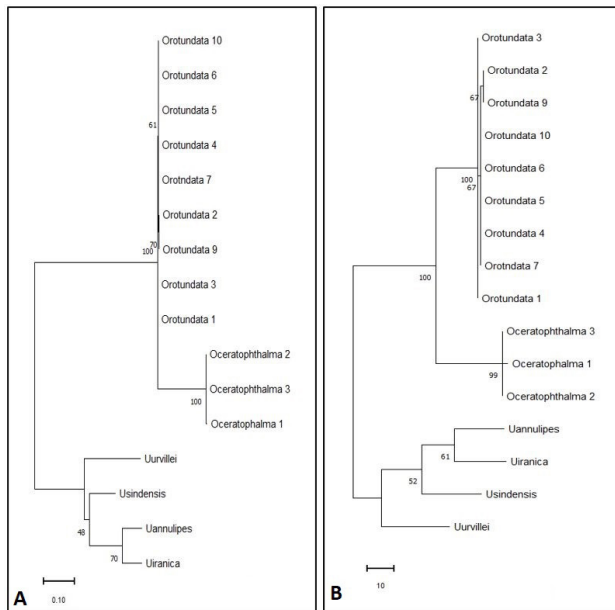 Orotundata 10
Orotundata 6
Orotundata 5
61
Orotundata 4
Orotndata 7
Orotundata 2
70
100
Orotundata 9
Orotundata 3
Orotundata 1
Oceratophthalma 2
Oceratophthalma 3
100
Oceratophalma 1
Uurvillei
Usindensis
48
Uannulipes
70
Uiranica
0.10
A
Orotundata 3
Orotundata 2
67
Orotundata 9
Orotundata 10
Orotundata 6
100
67
Orotundata 5
Orotundata 4
Orotndata 7
100
Orotundata 1
Oceratophthalma 3
Oceratophalma 1
99
Oceratophthalma 2
Uannulipes
61
Uiranica
52
Usindensis
Uurvillei
10
B